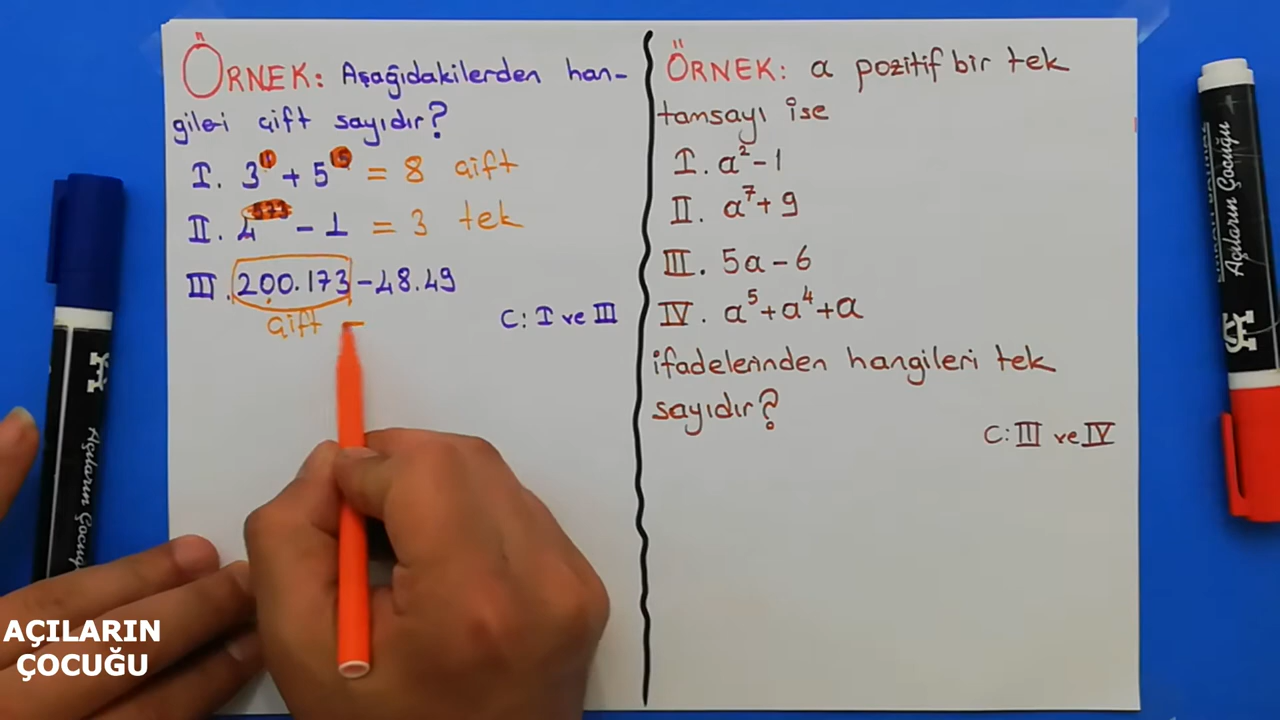 ÖRNEK: Aşağıdakilerden han-
gileri çift sayıdır?
I. 3¹¹ + 5¹⁵ = 8 çift
II. 4 - 1 = 3 tek
III. 200.173 - 48.49
çift -
C: I ve III
ÖRNEK: a pozitif bir tek
tamsayı ise
I. a² - 1
II. a⁷ + 9
III. 5a - 6
IV. a⁵ + a⁴ + a
ifadelerinden hangileri tek
sayıdır?
C: III ve IV
Açıların Çocuğu
Açıların Çocuğu
AÇILARIN
ÇOCUĞU